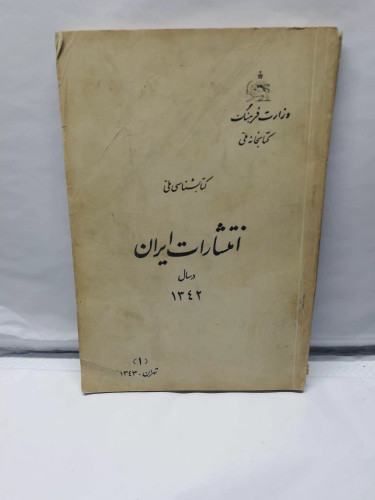 وزارت فرهنگ
کتابخانه ملی
کتابشناسی ملی
انتشارات ایران
در سال
۱۳۴۲
(۱)
تهران - ۱۳۴۳